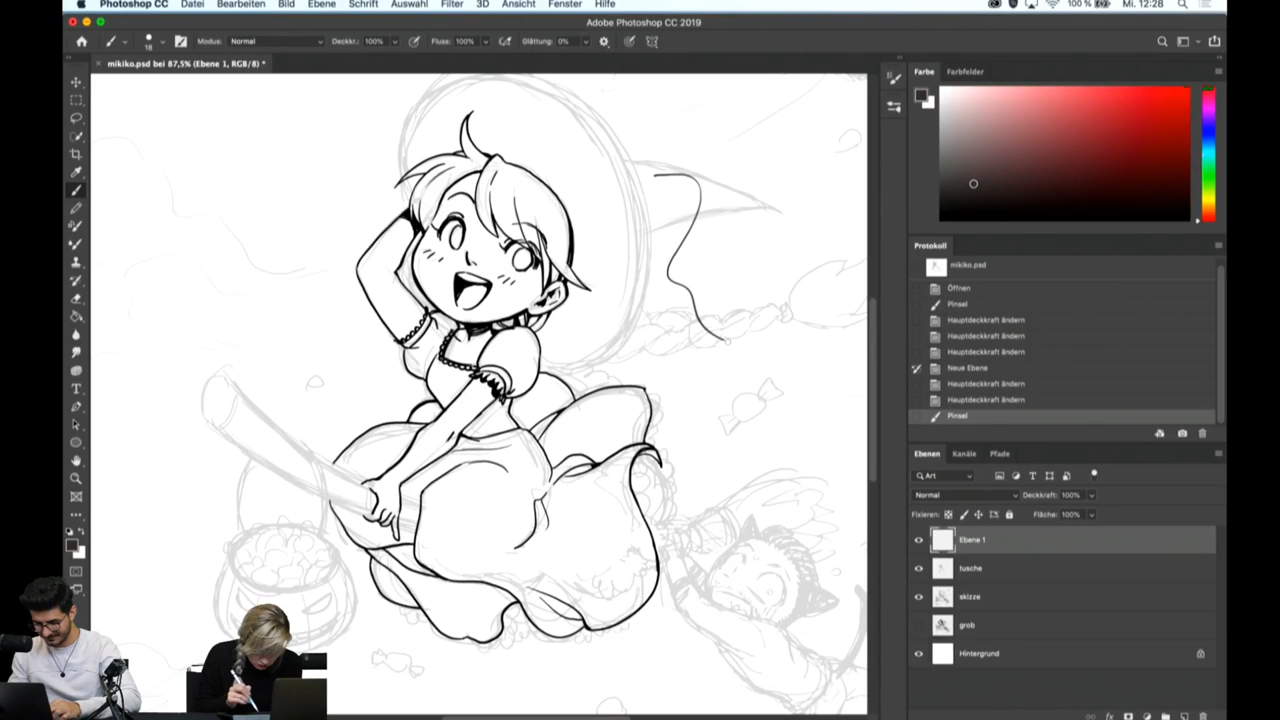 Photoshop CC Datei Bearbeiten Bild Ebene Schrift Auswahl Filter 3D Ansicht Fenster Hilfe 100 % Mi. 12:28
Adobe Photoshop CC 2019
18 Modus: Normal Deckkr.: 100% Fluss: 100% Glättung: 0%
mikiko.psd bei 87,5% (Ebene 1, RGB/8) *
Farbe Farbfelder
Protokoll
mikiko.psd
Öffnen
Pinsel
Hauptdeckkraft ändern
Hauptdeckkraft ändern
Hauptdeckkraft ändern
Neue Ebene
Hauptdeckkraft ändern
Hauptdeckkraft ändern
Pinsel
Ebenen Kanäle Pfade
Art
Normal Deckkraft: 100%
Fixieren: Fläche: 100%
Ebene 1
tusche
skizze
grob
Hintergrund